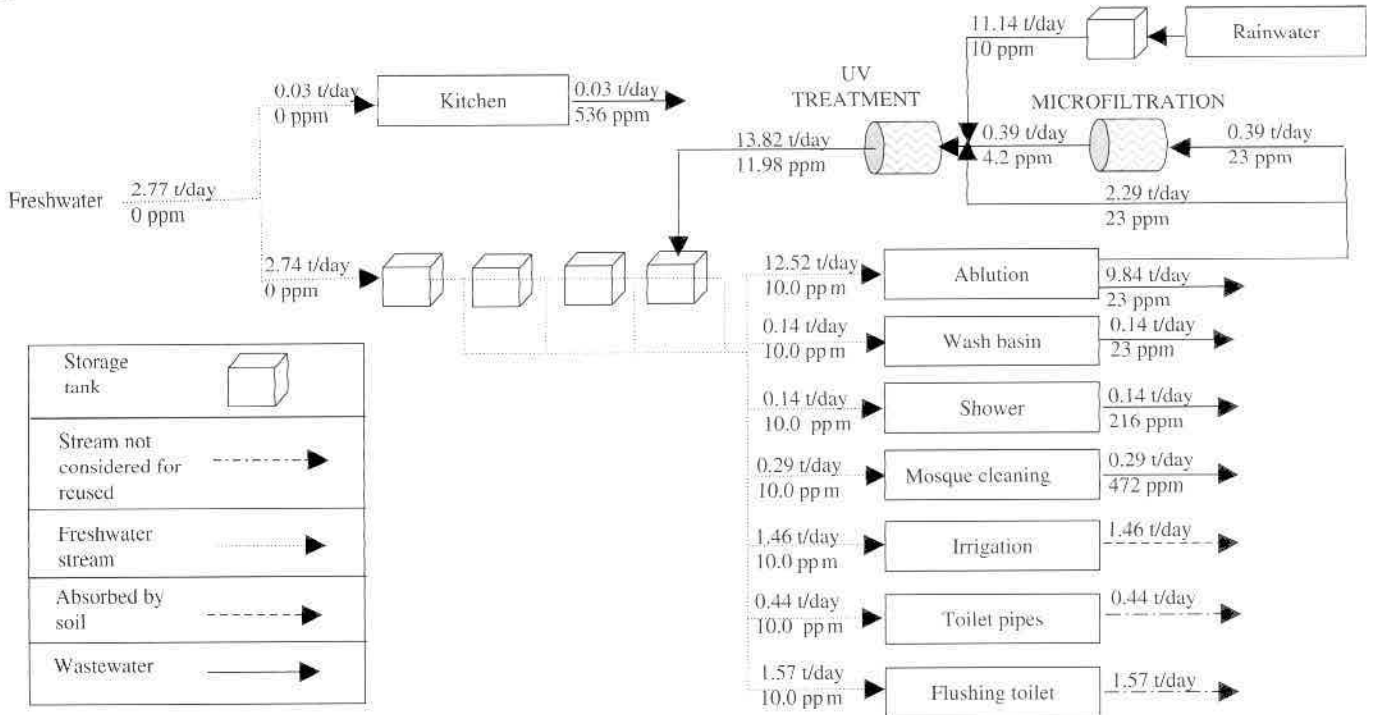 11.14 t/day
10 ppm
Rainwater
UV
TREATMENT
MICROFILTRATION
0.03 t/day
0 ppm
Kitchen
0.03 t/day
536 ppm
13.82 t/day
11.98 ppm
0.39 t/day
4.2 ppm
0.39 t/day
23 ppm
Freshwater
2.77 t/day
0 ppm
2.29 t/day
23 ppm
2.74 t/day
0 ppm
12.52 t/day
10.0 ppm
Ablution
9.84 t/day
23 ppm
0.14 t/day
10.0 ppm
Wash basin
0.14 t/day
23 ppm
0.14 t/day
10.0 ppm
Shower
0.14 t/day
216 ppm
0.29 t/day
10.0 ppm
Mosque cleaning
0.29 t/day
472 ppm
1.46 t/day
10.0 ppm
Irrigation
1.46 t/day
0.44 t/day
10.0 ppm
Toilet pipes
0.44 t/day
1.57 t/day
10.0 ppm
Flushing toilet
1.57 t/day
Storage
tank
Stream not
considered for
reused
Freshwater
stream
Absorbed by
soil
Wastewater